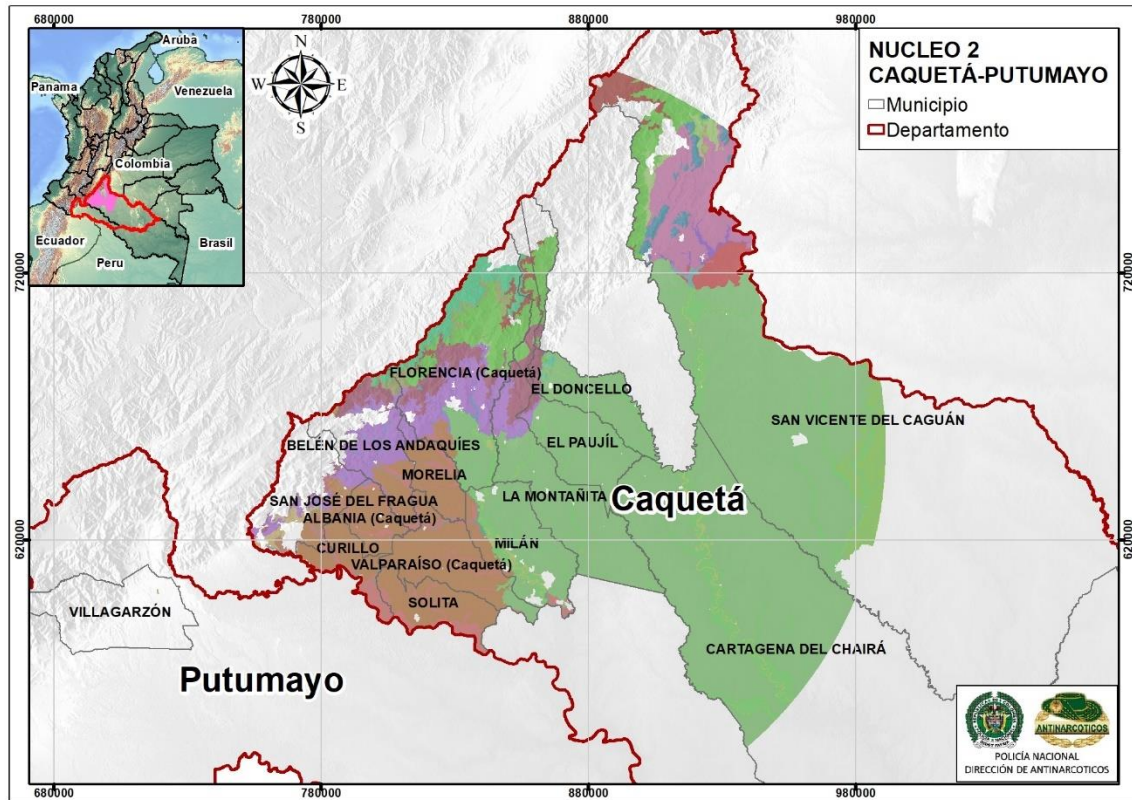 680000
780000
880000
980000
Aruba
Panama
Venezuela
Colombia
Ecuador
Brasil
Peru
N
W
E
S
NUCLEO 2
CAQUETÁ-PUTUMAYO
Municipio
Departamento
720000
720000
FLORENCIA (Caquetá)
EL DONCELLO
SAN VICENTE DEL CAGUÁN
BELÉN DE LOS ANDAQUÍES
EL PAUJÍL
MORELIA
SAN JOSÉ DEL FRAGUA
LA MONTAÑITA
Caquetá
ALBANIA (Caquetá)
620000
620000
CURILLO
MILÁN
VALPARAÍSO (Caquetá)
VILLAGARZÓN
SOLITA
CARTAGENA DEL CHAIRÁ
Putumayo
ANTINARCOTICOS
POLICÍA NACIONAL
DIRECCIÓN DE ANTINARCOTICOS
680000
780000
880000
980000